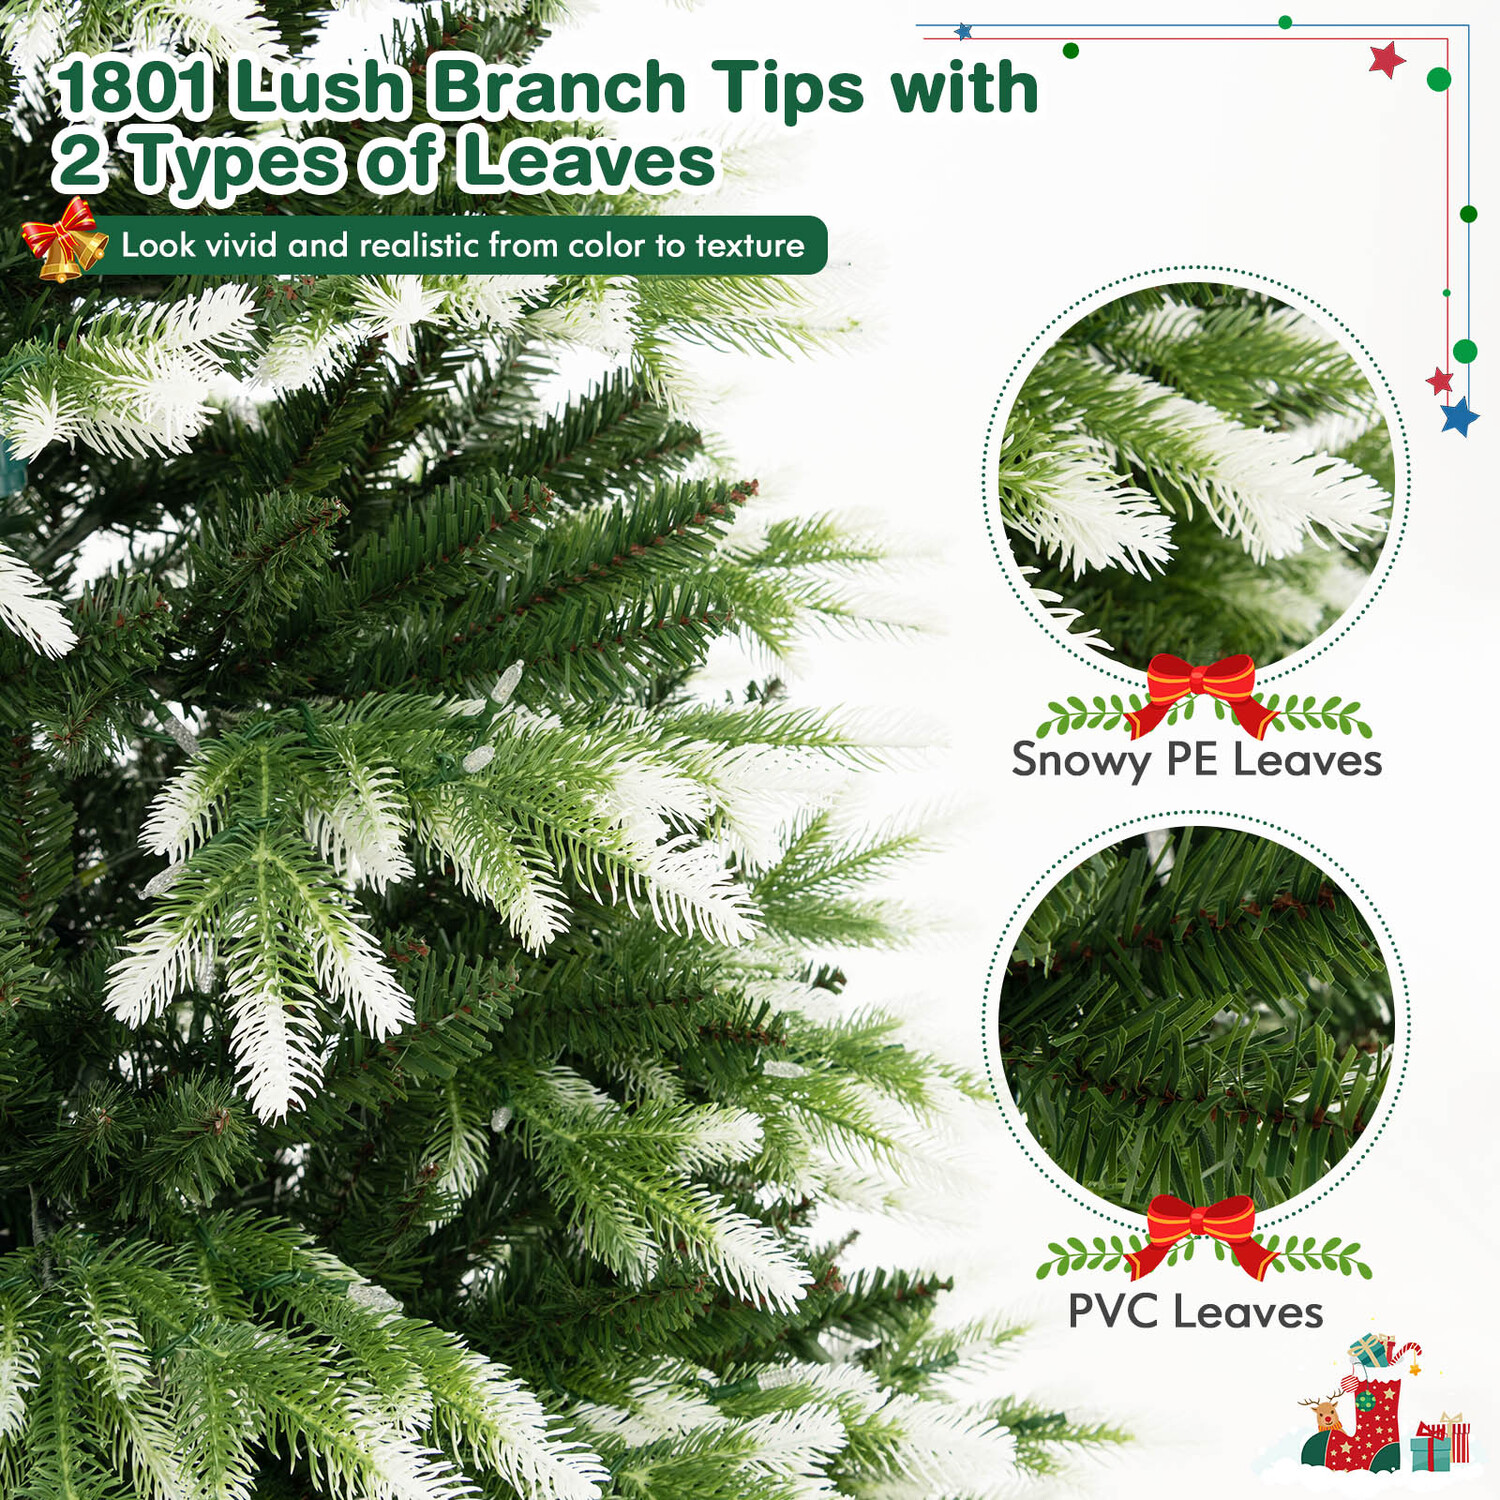 1801 Lush Branch Tips with
2 Types of Leaves
Look vivid and realistic from color to texture
Snowy PE Leaves
PVC Leaves